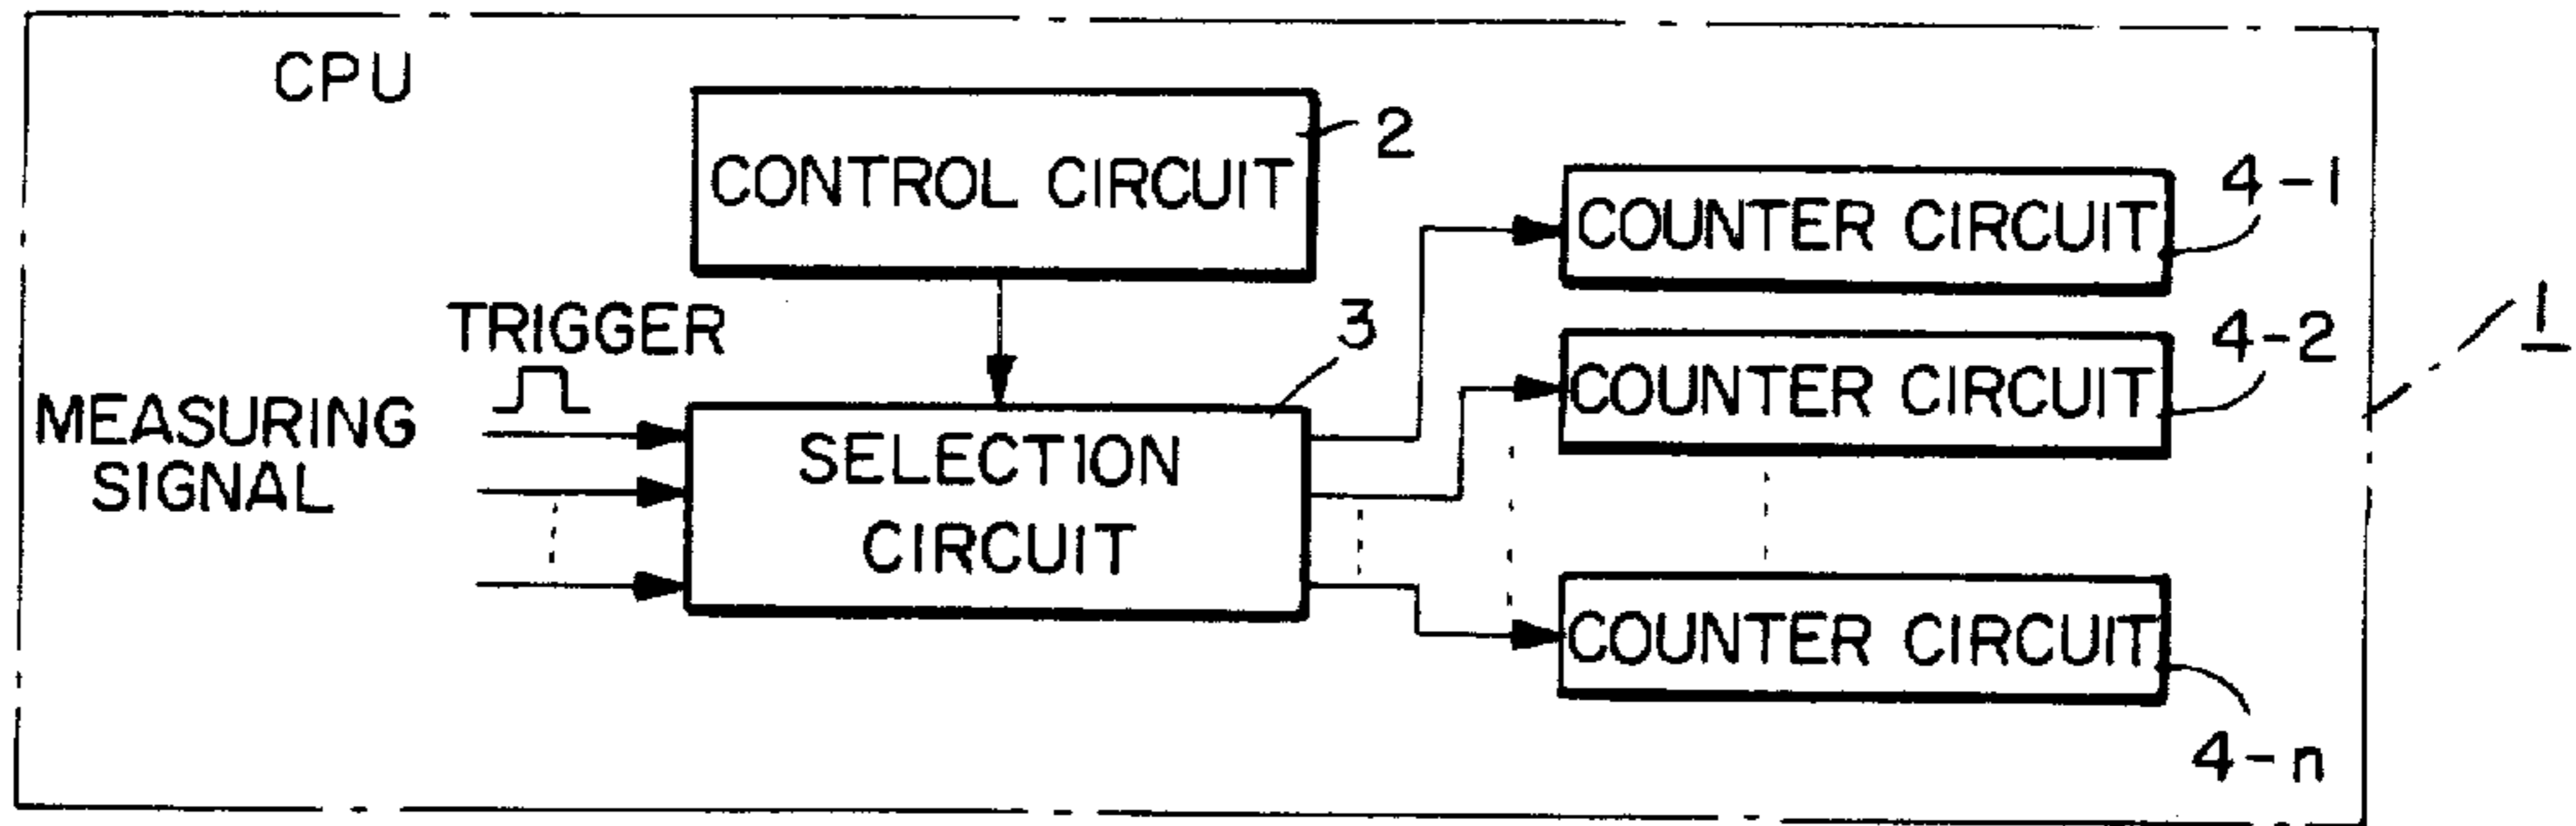 CPU
CONTROL CIRCUIT
2
COUNTER CIRCUIT
4-1
TRIGGER
3
COUNTER CIRCUIT
4-2
1
MEASURING
SIGNAL
SELECTION
CIRCUIT
COUNTER CIRCUIT
4-n